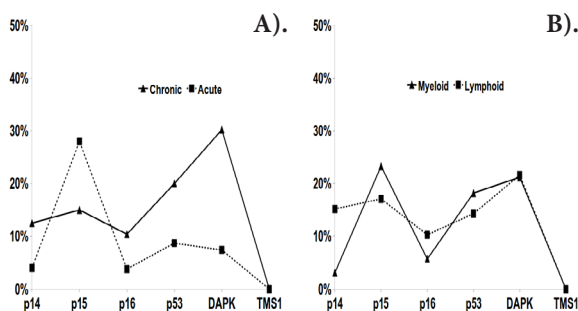 A).
50%
40%
30%
20%
10%
0%
Chronic Acute
p14 p15 p16 p53 DAPK TMS1
B).
50%
40%
30%
20%
10%
0%
Myeloid Lymphoid
p14 p15 p16 p53 DAPK TMS1